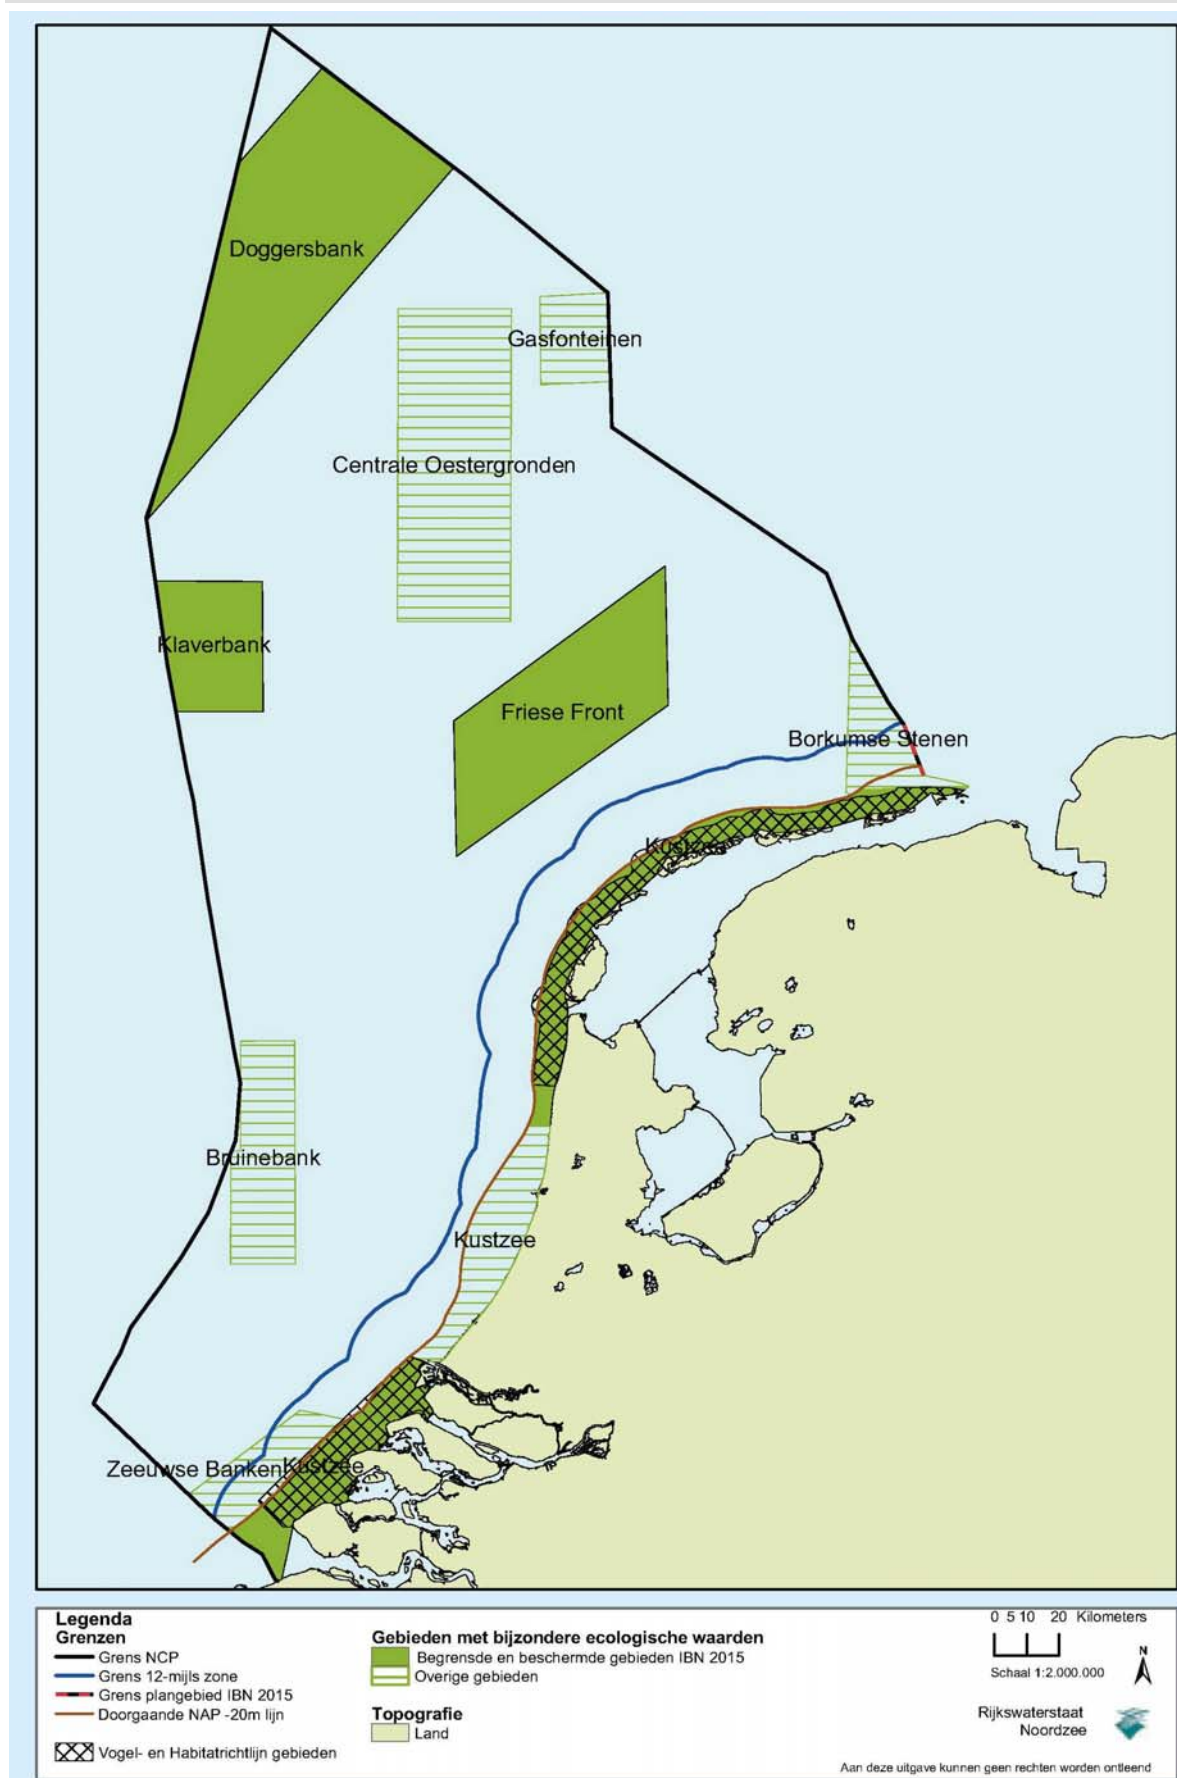 Doggersbank
Gasfonteinen
Centrale Oestergronden
Klaverbank
Friese Front
Borkumse Stenen
Kustzee
Bruinebank
Kustzee
Zeeuwse Banken
Kustzee
Legenda
Grenzen
Grens NCP
Grens 12-mijls zone
Grens plangebied IBN 2015
Doorgaande NAP -20m lijn
Vogel- en Habitatrichtlijn gebieden
Gebieden met bijzondere ecologische waarden
Begrensde en beschermde gebieden IBN 2015
Overige gebieden
Topografie
Land
0 5 10 20 Kilometers
Schaal 1:2.000.000
N
Rijkswaterstaat
Noordzee
Aan deze uitgave kunnen geen rechten worden ontleend